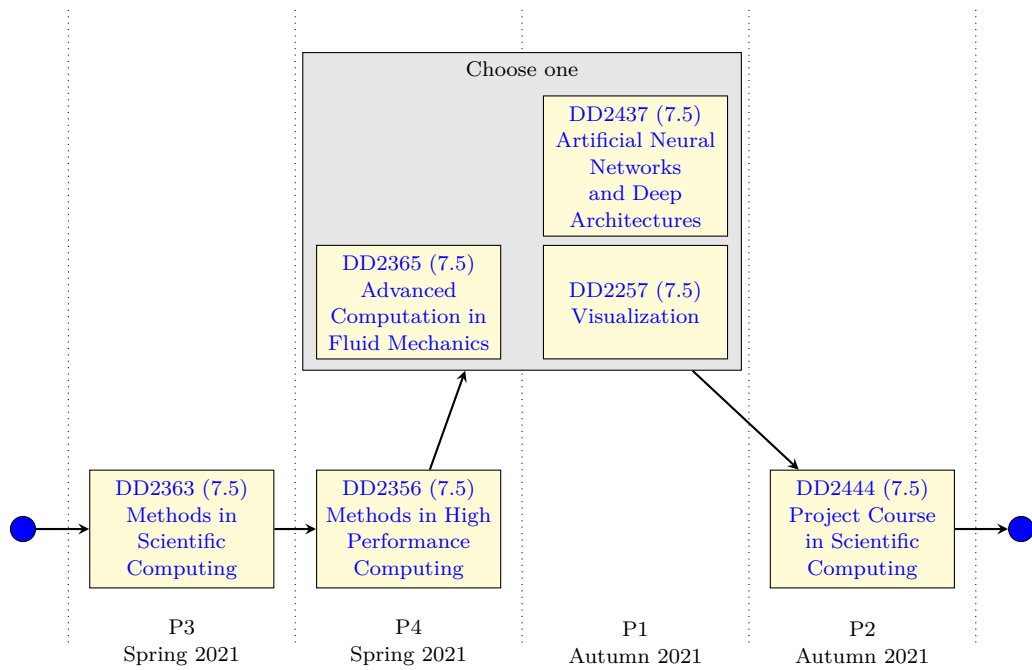 Choose one
DD2437 (7.5)
Artificial Neural
Networks
and Deep
Architectures
DD2365 (7.5)
Advanced
Computation in
Fluid Mechanics
DD2257 (7.5)
Visualization
DD2363 (7.5)
Methods in
Scientific
Computing
DD2356 (7.5)
Methods in High
Performance
Computing
DD2444 (7.5)
Project Course
in Scientific
Computing
P3
Spring 2021
P4
Spring 2021
P1
Autumn 2021
P2
Autumn 2021